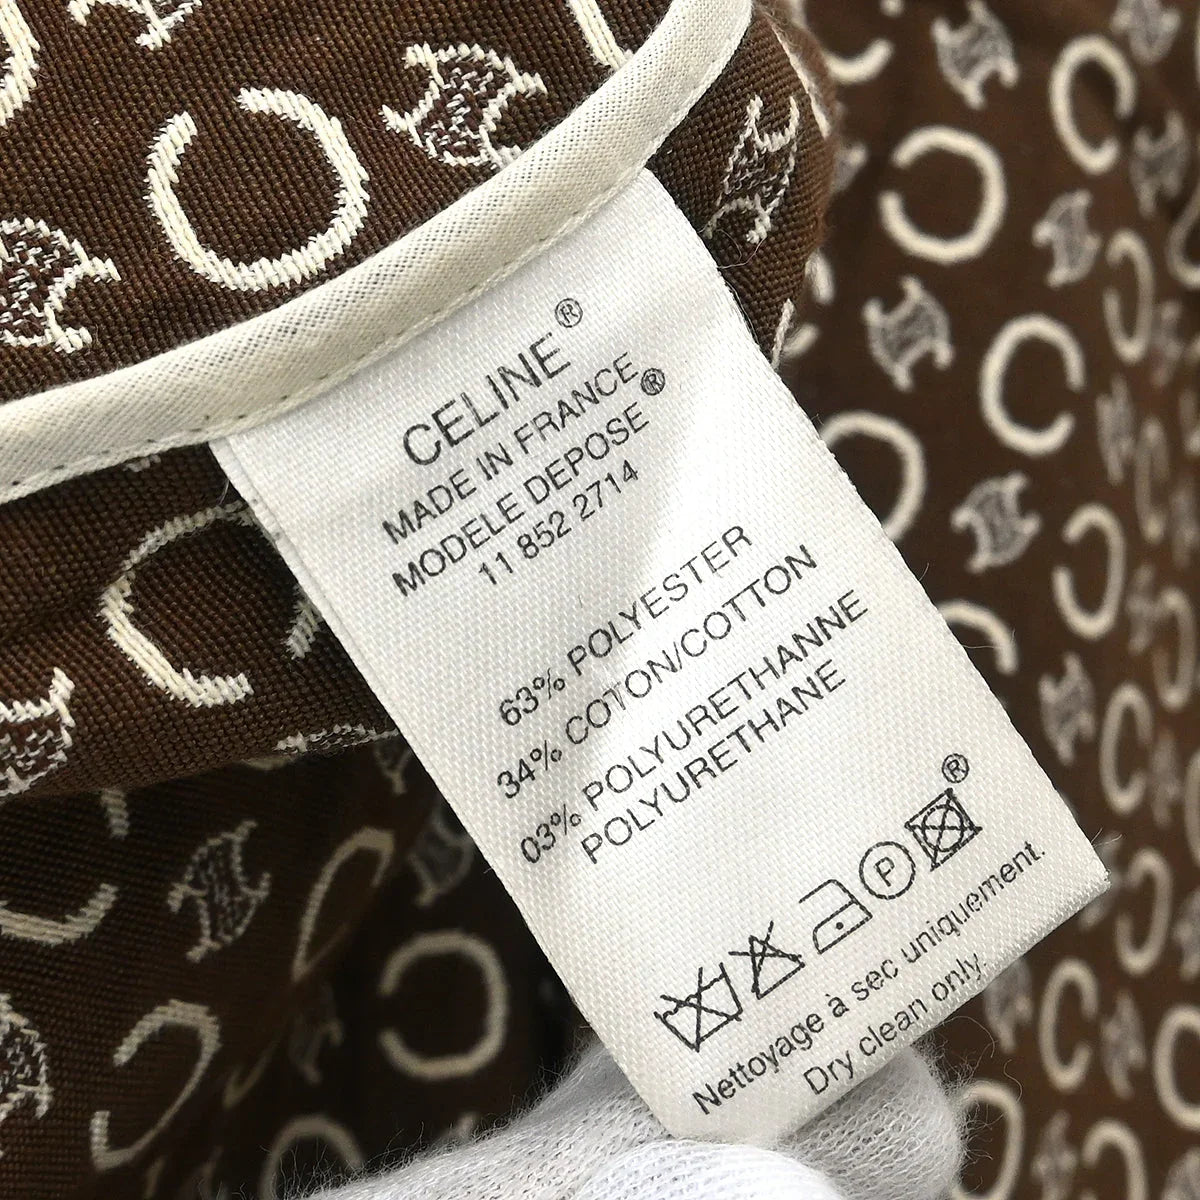 CELINE®
MADE IN FRANCE
MODELE DEPOSE®
11 852 2714
63% POLYESTER
34% COTON/COTTON
03% POLYURETHANNE
POLYURETHANE
P ®
Nettoyage à sec uniquement.
Dry clean only.